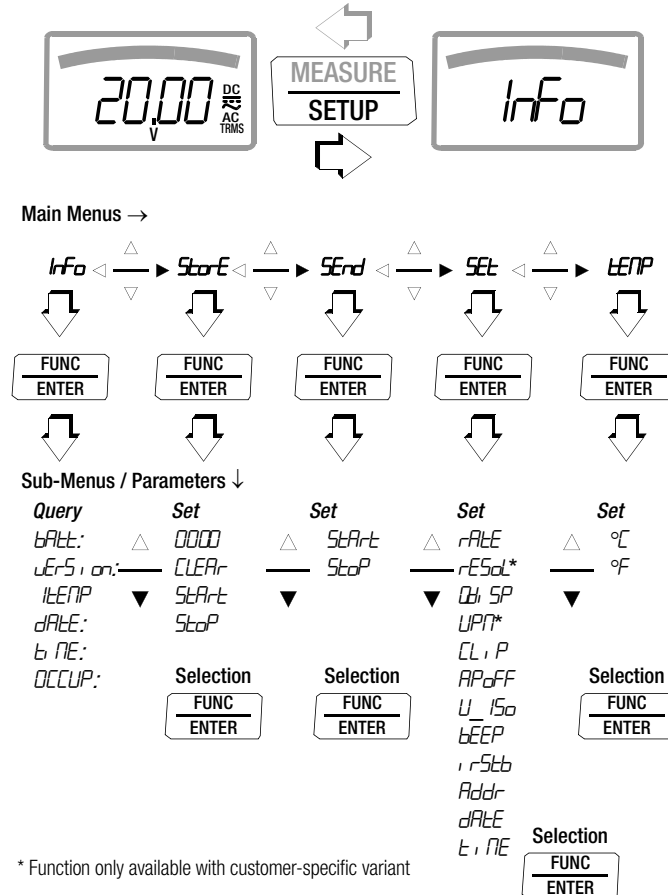 20.00 V DC AC TRMS
MEASURE
SETUP
InFo
Main Menus →
InFo StorE SEnd SEt tEMP
FUNC FUNC FUNC FUNC FUNC
ENTER ENTER ENTER ENTER ENTER
Sub-Menus / Parameters ↓
Query Set Set Set Set
bAtt: 0000 StArt rAtE °C
vErSion: CLEAr StoP rESoL* °F
ItEMP StArt 0diSP
dAtE: StoP UPM*
tiME: CLiP
OCCUP: APoFF
U_ISo
bEEP
irStb
Addr
dAtE
tiME
Selection Selection Selection Selection
FUNC FUNC FUNC FUNC
ENTER ENTER ENTER ENTER
* Function only available with customer-specific variant